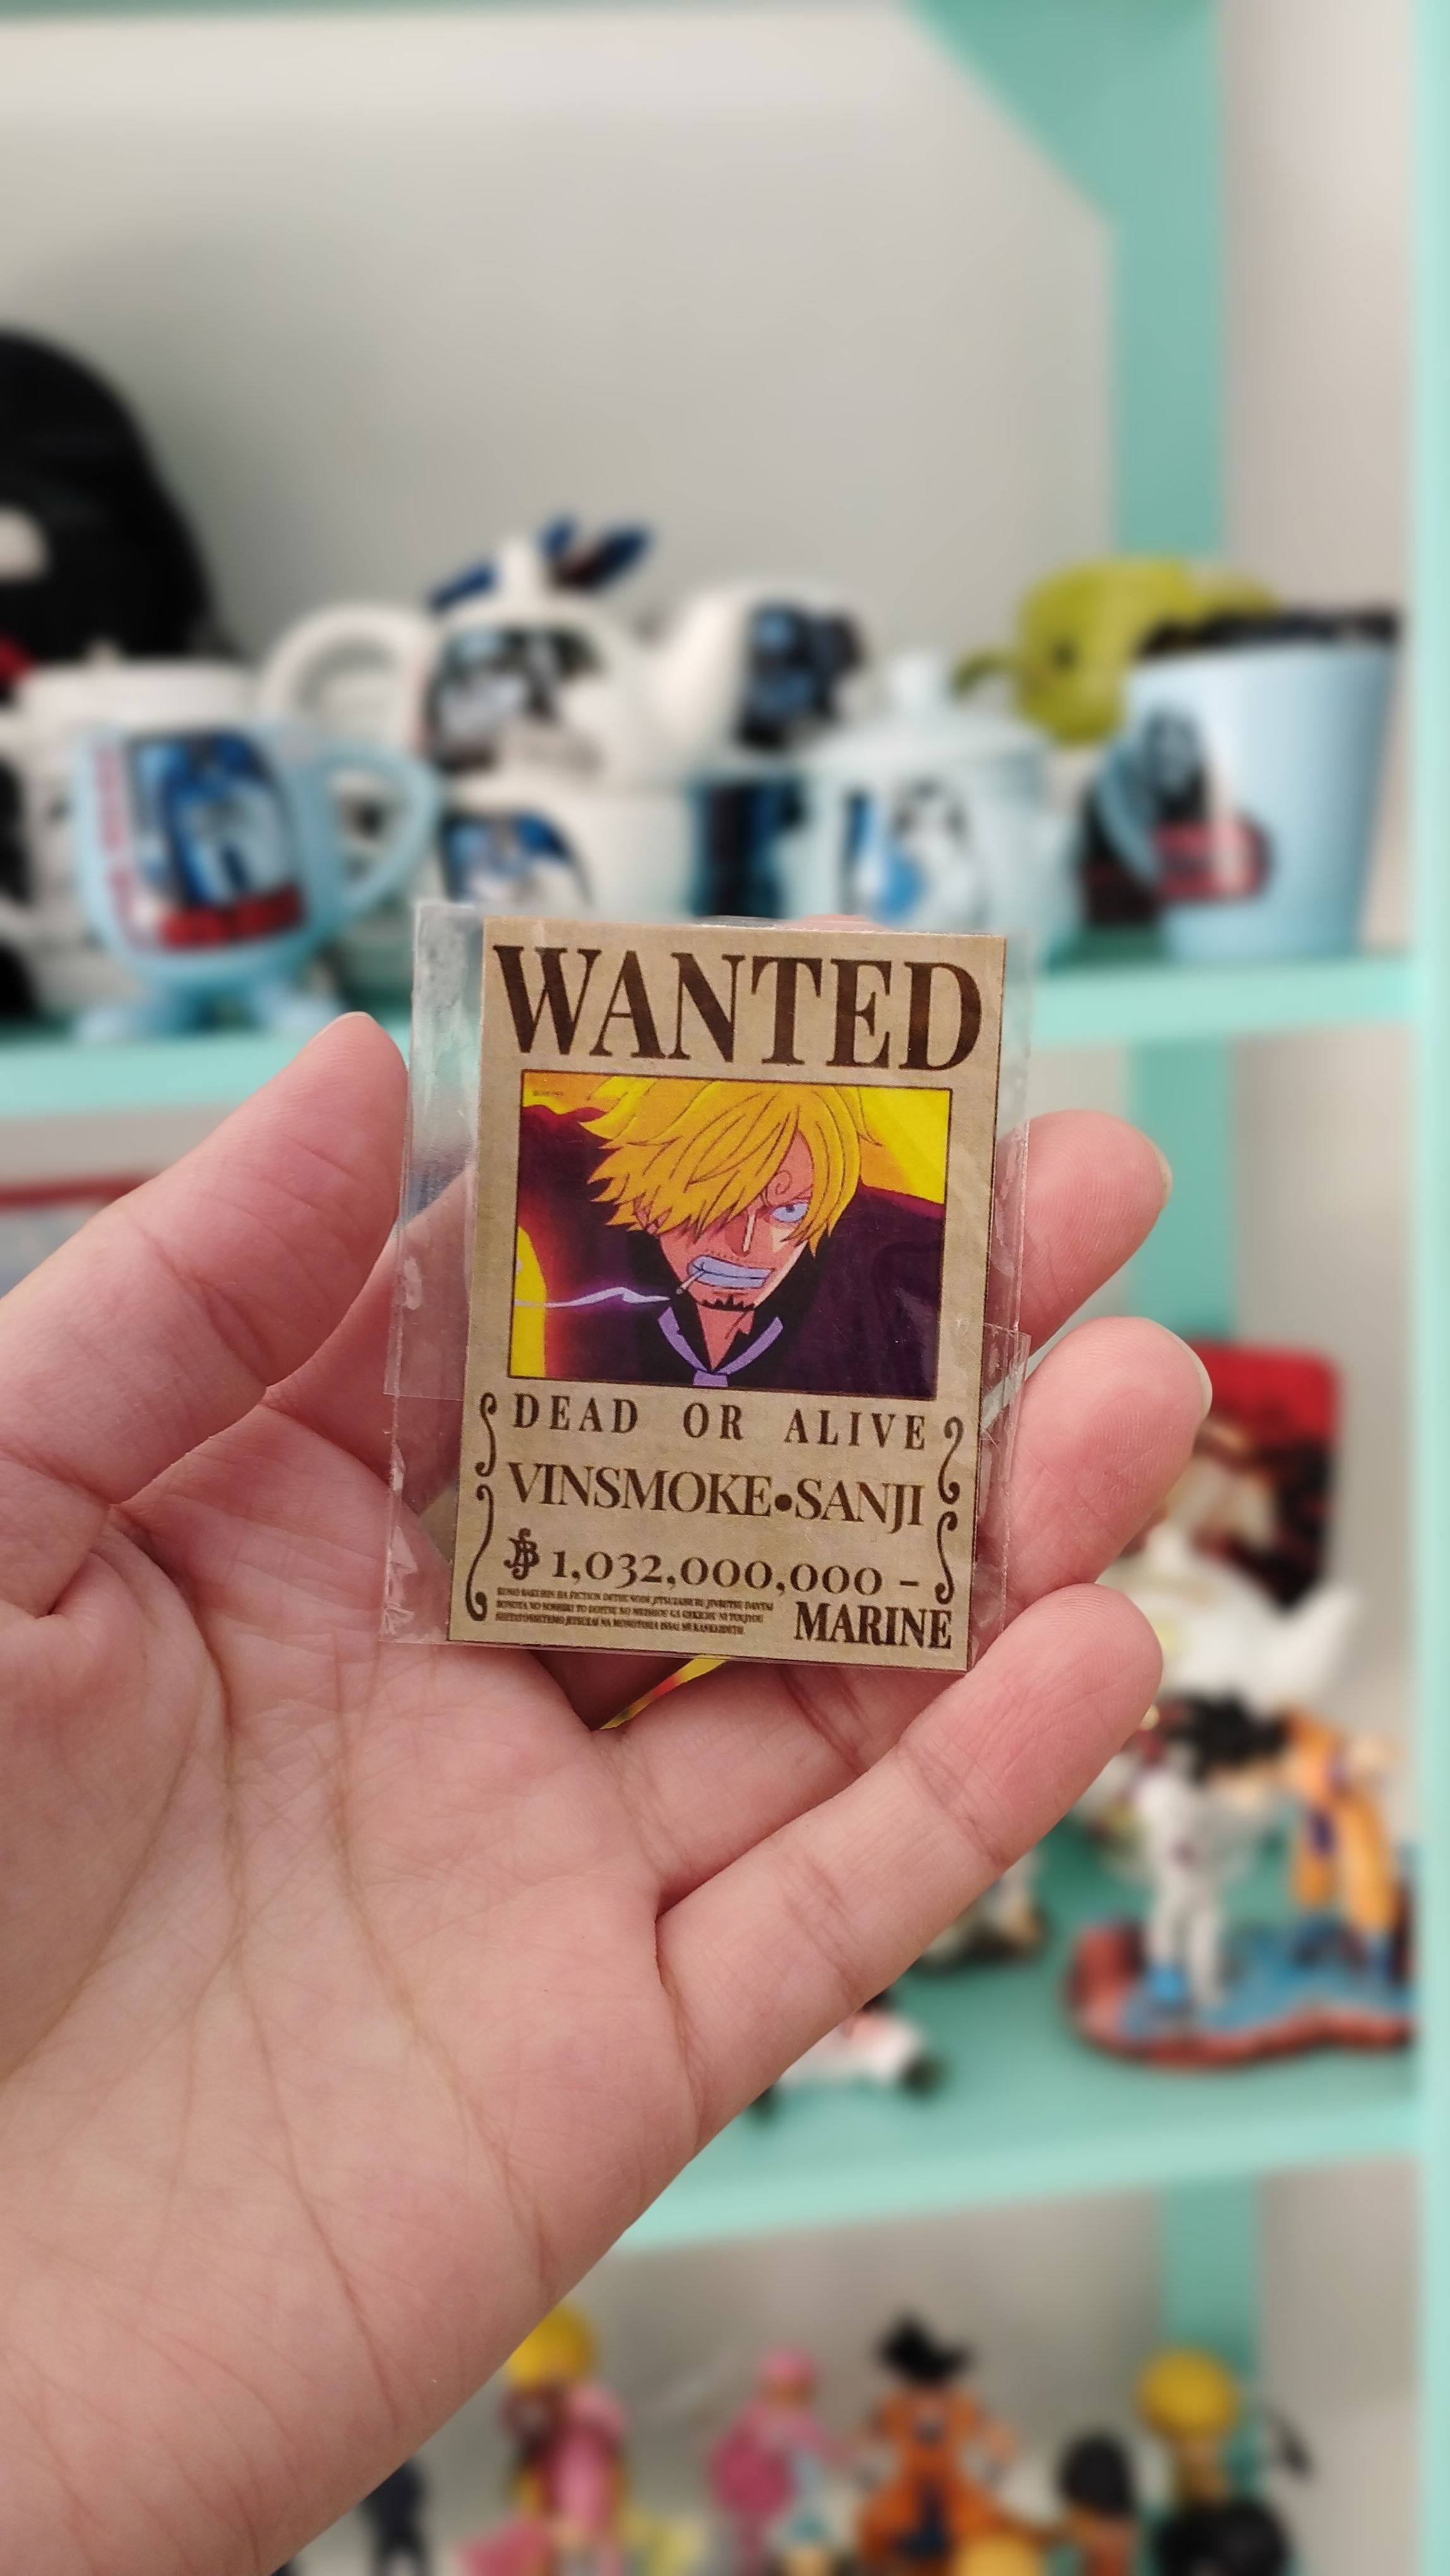 WANTED
DEAD OR ALIVE
VINSMOKE•SANJI
฿ 1,032,000,000 -
MARINE